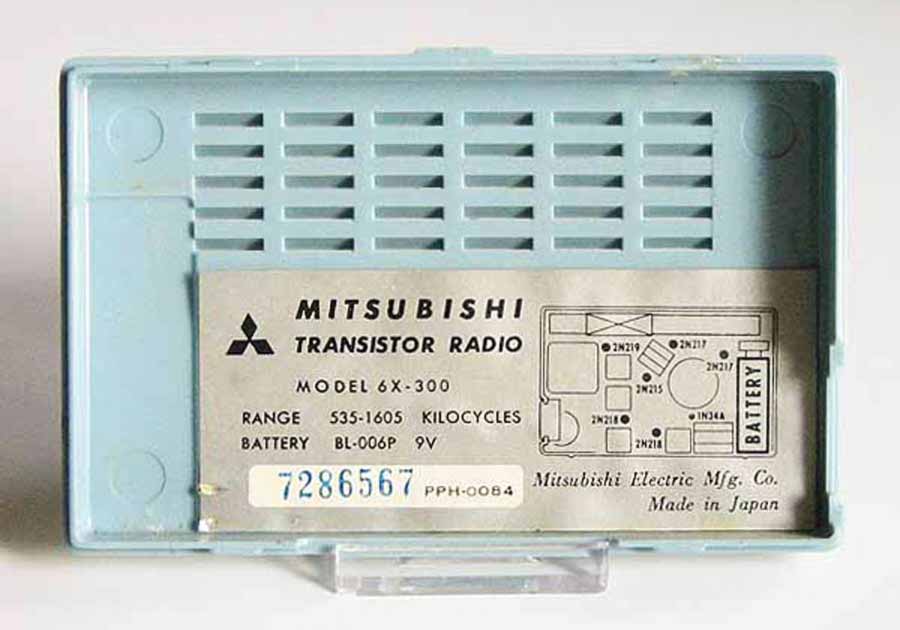 MITSUBISHI
TRANSISTOR RADIO
MODEL 6X-300
RANGE 535-1605 KILOCYCLES
BATTERY BL-006P 9V
7286567 PPH-0084
2N219
2N217
2N217
2N215
2N218
2N218
1N34A
BATTERY
Mitsubishi Electric Mfg. Co.
Made in Japan